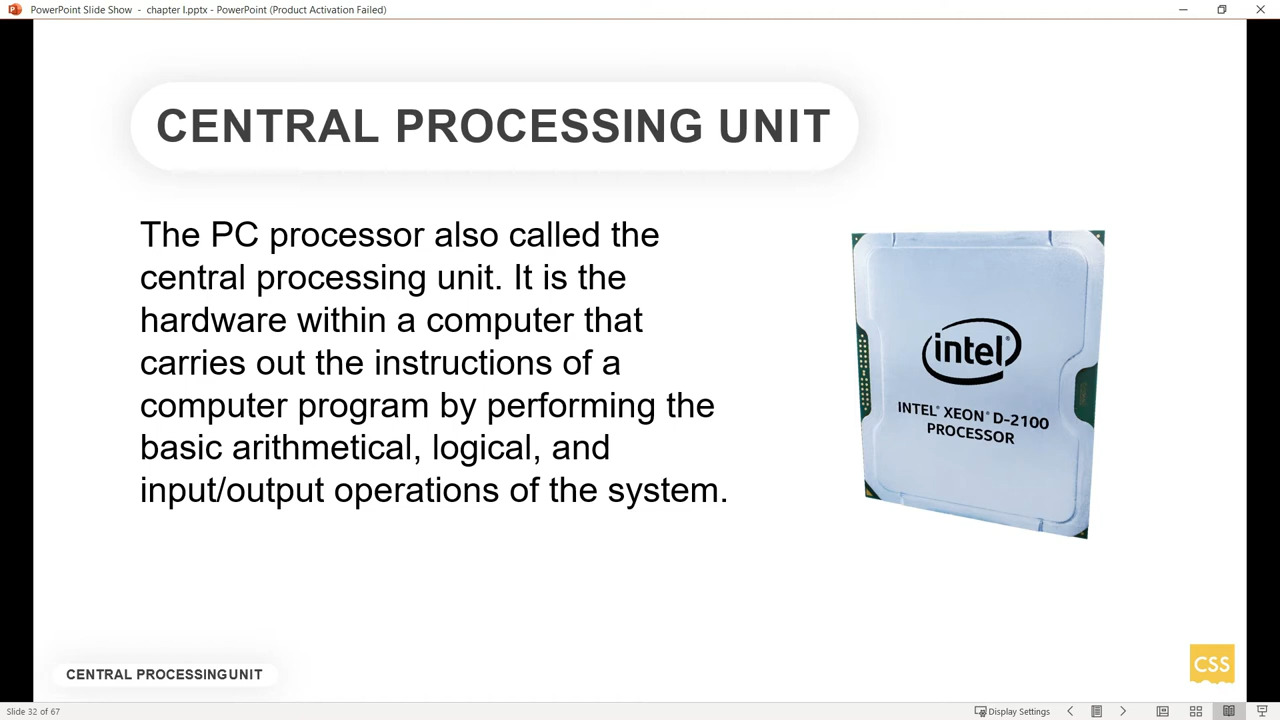 PowerPoint Slide Show - chapter I.pptx - PowerPoint (Product Activation Failed)
CENTRAL PROCESSING UNIT
The PC processor also called the
central processing unit. It is the
hardware within a computer that
carries out the instructions of a
computer program by performing the
basic arithmetical, logical, and
input/output operations of the system.
intel®
INTEL® XEON® D-2100
PROCESSOR
CENTRAL PROCESSING UNIT
CSS
Slide 32 of 67
Display Settings